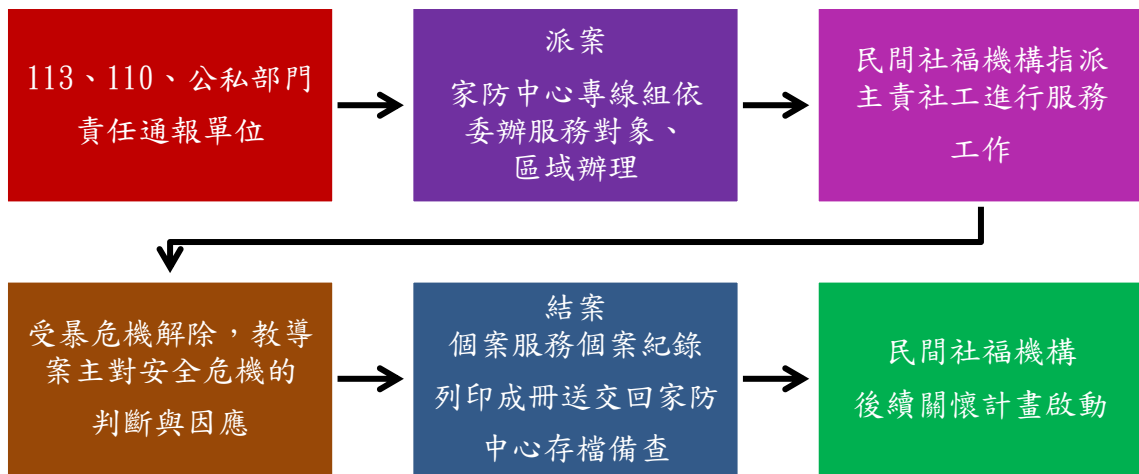 113、110、公私部門
責任通報單位
派案
家防中心專線組依
委辦服務對象、
區域辦理
民間社福機構指派
主責社工進行服務
工作
受暴危機解除，教導
案主對安全危機的
判斷與因應
結案
個案服務個案紀錄
列印成冊送交回家防
中心存檔備查
民間社福機構
後續關懷計畫啟動